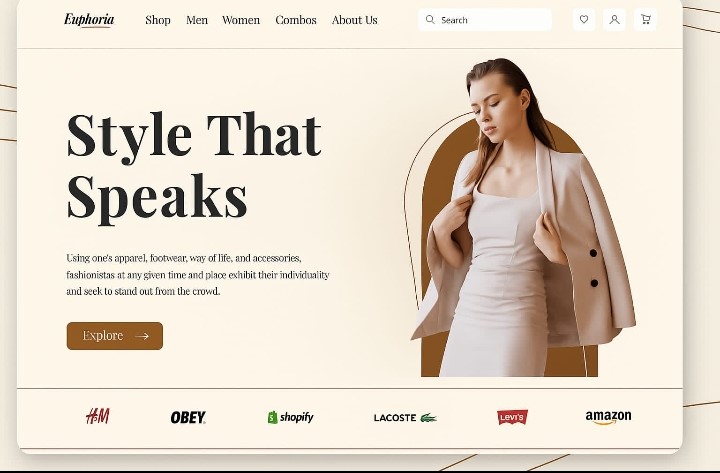 Euphoria Shop Men Women Combos About Us Search
Style That
Speaks
Using one's apparel, footwear, way of life, and accessories,
fashionistas at any given time and place exhibit their individuality
and seek to stand out from the crowd.
Explore
H&M OBEY shopify LACOSTE Levi's amazon